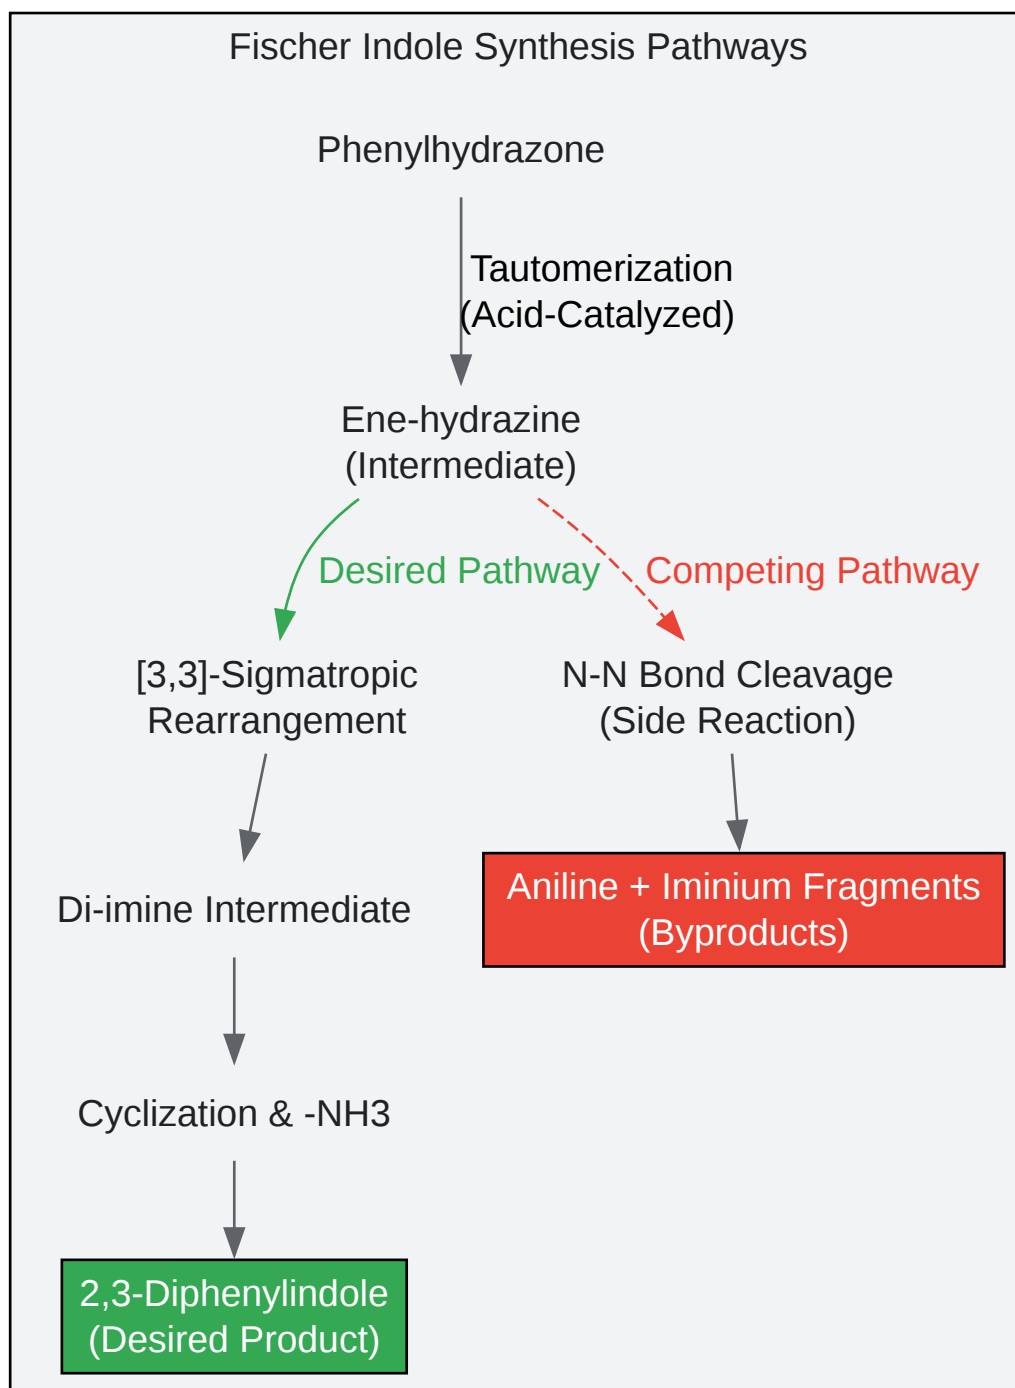 Fischer Indole Synthesis Pathways
Phenylhydrazone
Tautomerization
(Acid-Catalyzed)
Ene-hydrazine
(Intermediate)
Desired Pathway
Competing Pathway
[3,3]-Sigmatropic
Rearrangement
N-N Bond Cleavage
(Side Reaction)
Di-imine Intermediate
Aniline + Iminium Fragments
(Byproducts)
Cyclization & -NH3
2,3-Diphenylindole
(Desired Product)